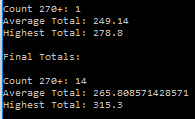 Count 270+: 1
Average Total: 249.14
Highest Total: 278.8
Final Totals:
Count 270+: 14
Average Total: 265.808571428571
Highest Total: 315.3